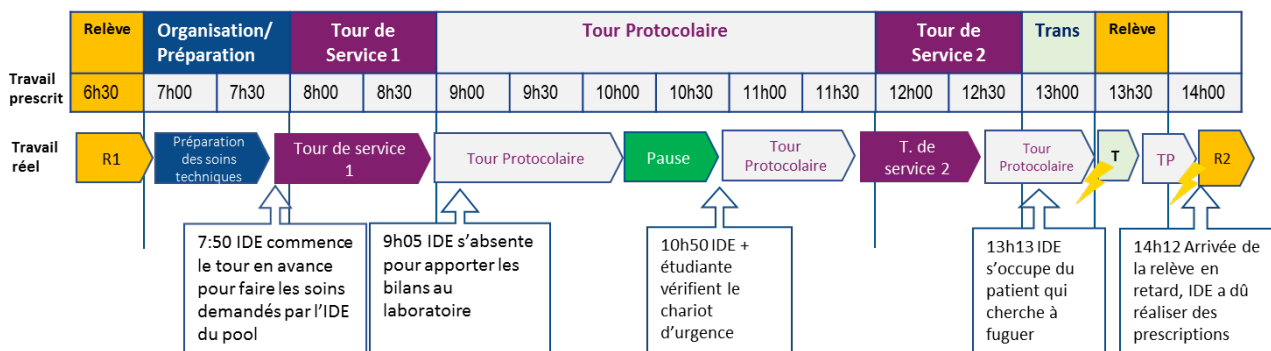 Relève
Organisation/
Préparation
Tour de
Service 1
Tour Protocolaire
Tour de
Service 2
Trans
Relève
Travail
prescrit
6h30
7h00
7h30
8h00
8h30
9h00
9h30
10h00
10h30
11h00
11h30
12h00
12h30
13h00
13h30
14h00
Travail
réel
R1
Préparation
des soins
techniques
Tour de service
1
Tour Protocolaire
Pause
Tour
Protocolaire
T. de
service 2
Tour
Protocolaire
T
TP
R2
7:50 IDE commence
le tour en avance
pour faire les soins
demandés par l’IDE
du pool
9h05 IDE s’absente
pour apporter les
bilans au
laboratoire
10h50 IDE +
étudiante
vérifient le
chariot
d’urgence
13h13 IDE
s’occupe du
patient qui
cherche à
fuguer
14h12 Arrivée de
la relève en
retard, IDE a dû
réaliser des
prescriptions